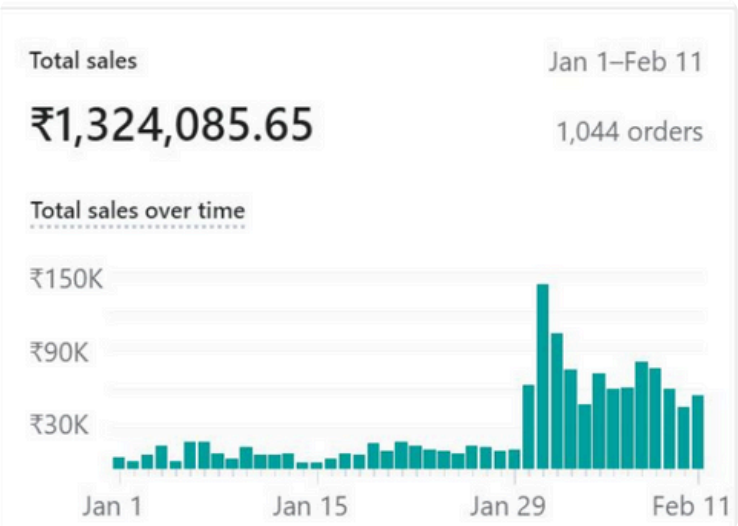 Total sales
Jan 1–Feb 11
₹1,324,085.65
1,044 orders
Total sales over time
₹150K
₹90K
₹30K
Jan 1
Jan 15
Jan 29
Feb 11